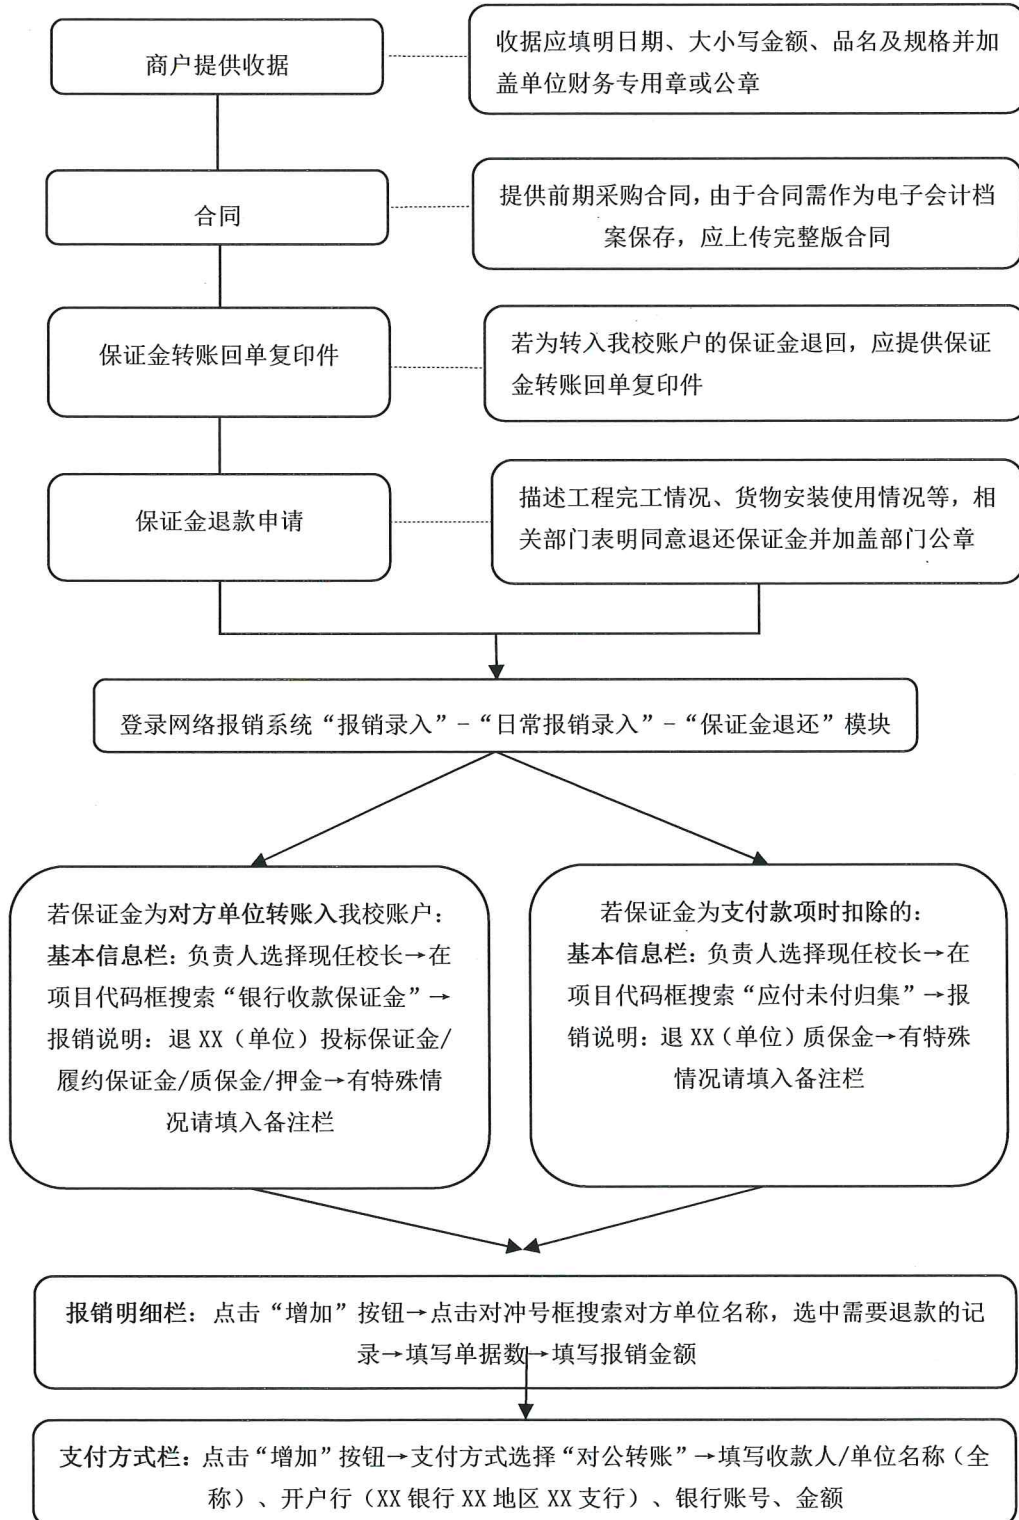 商户提供收据
收据应填明日期、大小写金额、品名及规格并加
盖单位财务专用章或公章
合同
提供前期采购合同，由于合同需作为电子会计档
案保存，应上传完整版合同
保证金转账回单复印件
若为转入我校账户的保证金退回，应提供保证
金转账回单复印件
保证金退款申请
描述工程完工情况、货物安装使用情况等，相
关部门表明同意退还保证金并加盖部门公章
登录网络报销系统“报销录入”-“日常报销录入”-“保证金退还”模块
若保证金为对方单位转账入我校账户：
基本信息栏：负责人选择现任校长→在
项目代码框搜索“银行收款保证金”→
报销说明：退 XX（单位）投标保证金/
履约保证金/质保金/押金→有特殊情
况请填入备注栏
若保证金为支付款项时扣除的：
基本信息栏：负责人选择现任校长→在
项目代码框搜索“应付未付归集”→报
销说明：退 XX（单位）质保金→有特殊
情况请填入备注栏
报销明细栏：点击“增加”按钮→点击对冲号框搜索对方单位名称，选中需要退款的记
录→填写单据数→填写报销金额
支付方式栏：点击“增加”按钮→支付方式选择“对公转账”→填写收款人/单位名称（全
称）、开户行（XX 银行 XX 地区 XX 支行）、银行账号、金额